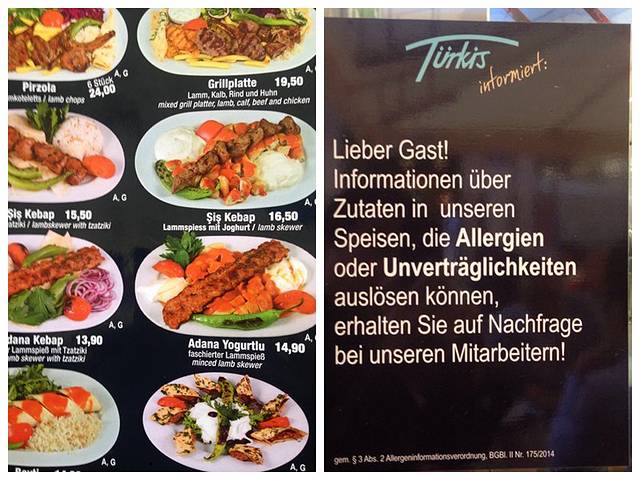 A, G
Pirzola 6 Stück 24,00
lamb chops
A, G
Grillplatte 19,50
Lamm, Kalb, Rind und Huhn
mixed grill platter, lamb, calf, beef and chicken
A, G
Şiş Kebap 15,50
lambskewer with tzatziki
A, G
Şiş Kebap 16,50
Lammspiess mit Joghurt / lamb skewer
A, G
Kebap 13,90
Lammspieß mit Tzatziki
skewer with tzatziki
A, G
Adana Yogurtlu 14,90
faschierter Lammspieß
minced lamb skewer
A, G
A, G
Türkis
informiert:
Lieber Gast!
Informationen über
Zutaten in unseren
Speisen, die Allergien
oder Unverträglichkeiten
auslösen können,
erhalten Sie auf Nachfrage
bei unseren Mitarbeitern!
gem. § 3 Abs. 2 Allergeninformationsverordnung, BGBl. II Nr. 175/2014